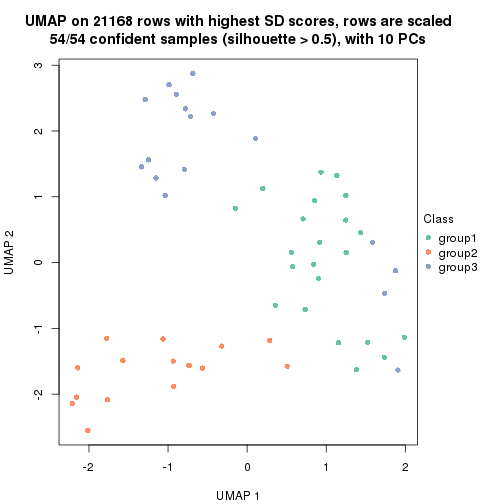 UMAP on 21168 rows with highest SD scores, rows are scaled
54/54 confident samples (silhouette > 0.5), with 10 PCs
3
2
1
0
-1
-2
UMAP 2
-2
-1
0
1
2
UMAP 1
Class
group1
group2
group3